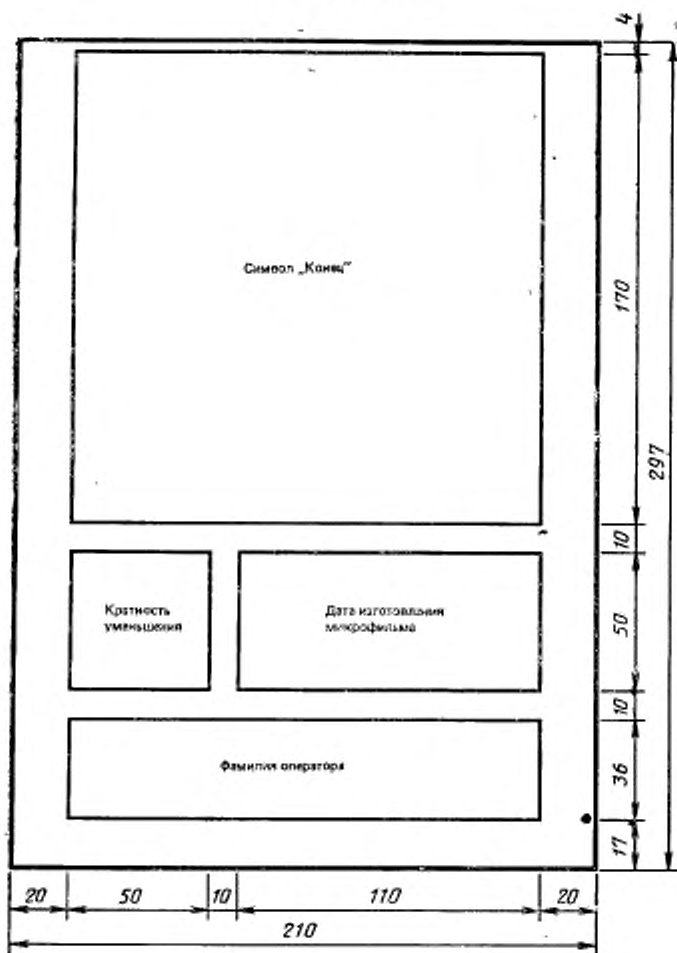 4
Символ „Конец"
170
297
10
Кратность
уменьшения
Дата изготовления
микрофильма
50
10
Фамилия оператора
36
17
20 50 10 110 20
210